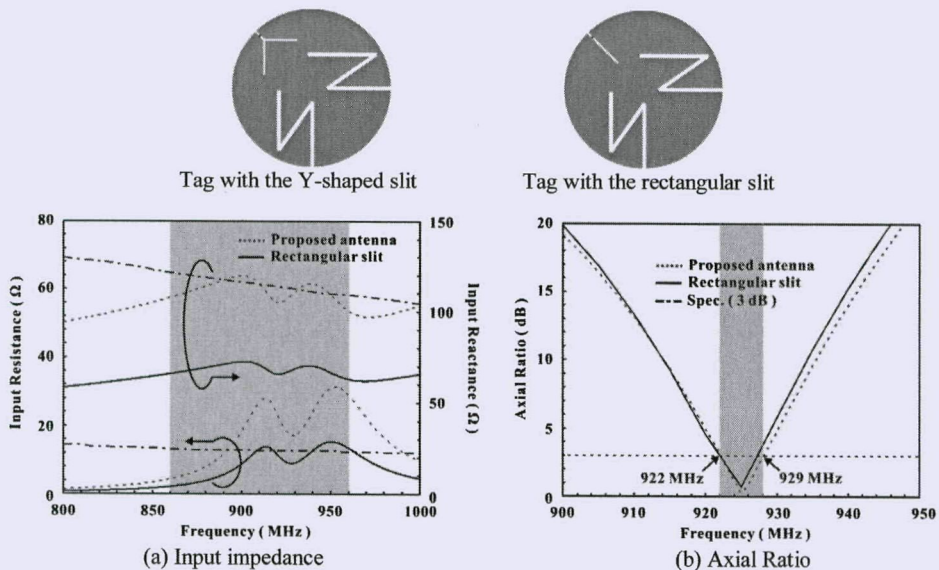 Tag with the Y-shaped slit
Tag with the rectangular slit
80
60
40
20
0
Input Resistance ( Ω )
150
100
50
0
Input Reactance ( Ω )
Proposed antenna
Rectangular slit
800
850
900
950
1000
Frequency ( MHz )
(a) Input impedance
20
15
10
5
0
Axial Ratio ( dB )
Proposed antenna
Rectangular slit
Spec. ( 3 dB )
922 MHz
929 MHz
900
910
920
930
940
950
Frequency ( MHz )
(b) Axial Ratio